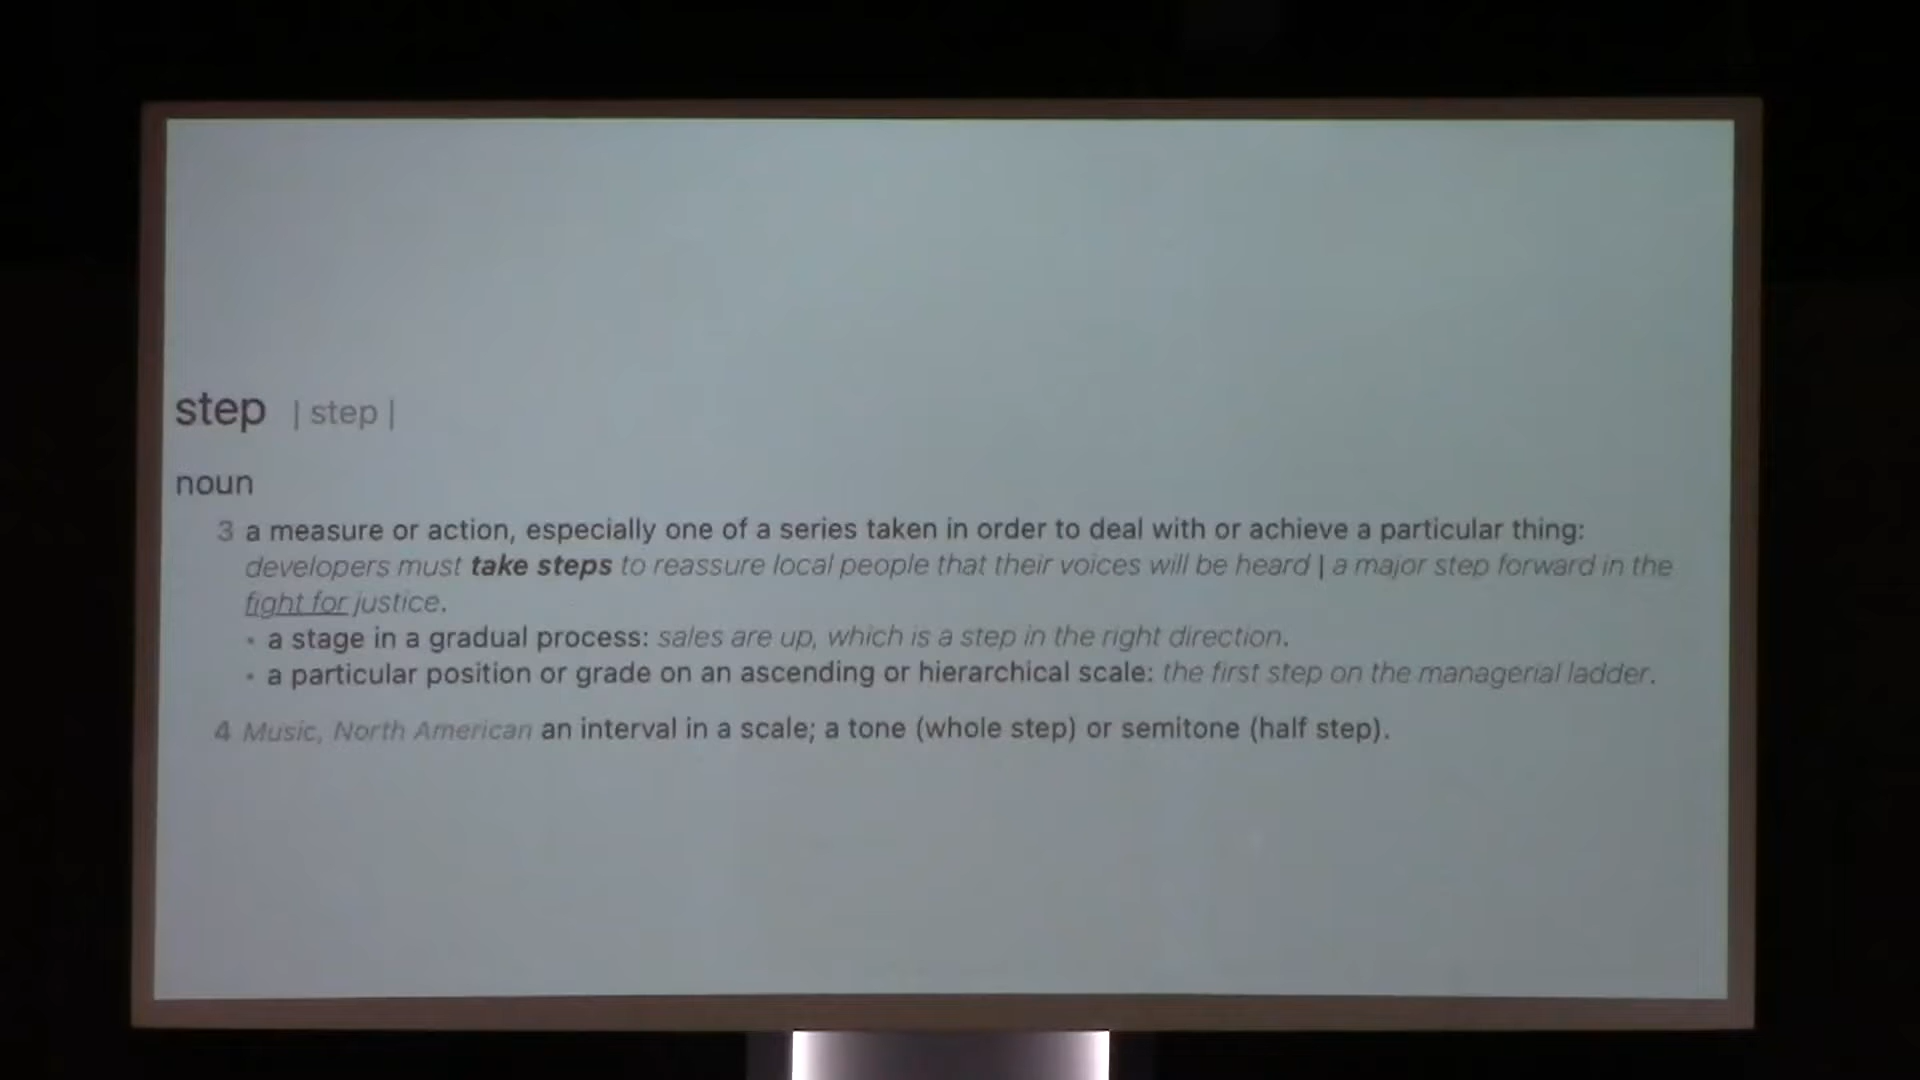 step | step |
noun
3 a measure or action, especially one of a series taken in order to deal with or achieve a particular thing:
developers must take steps to reassure local people that their voices will be heard | a major step forward in the
fight for justice.
• a stage in a gradual process: sales are up, which is a step in the right direction.
• a particular position or grade on an ascending or hierarchical scale: the first step on the managerial ladder.
4 Music, North American an interval in a scale; a tone (whole step) or semitone (half step).